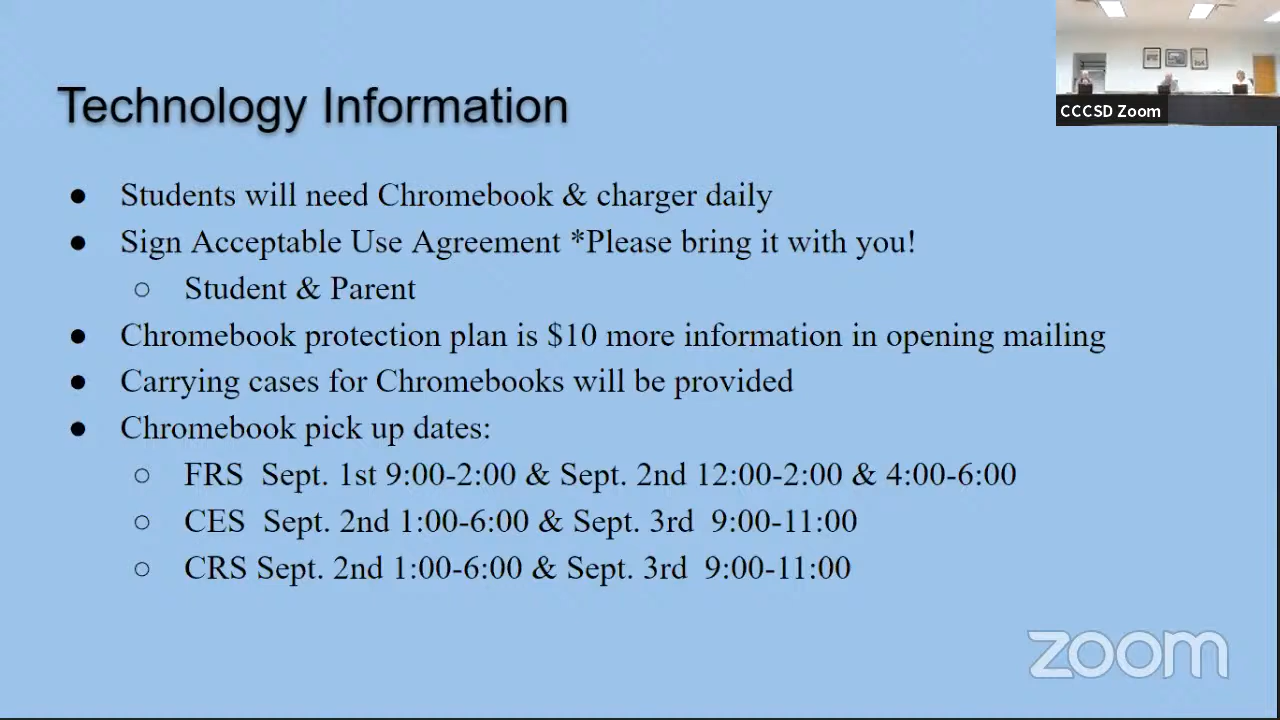 Technology Information
CCCSD Zoom
● Students will need Chromebook & charger daily
● Sign Acceptable Use Agreement *Please bring it with you!
○ Student & Parent
● Chromebook protection plan is $10 more information in opening mailing
● Carrying cases for Chromebooks will be provided
● Chromebook pick up dates:
○ FRS  Sept. 1st 9:00-2:00 & Sept. 2nd 12:00-2:00 & 4:00-6:00
○ CES  Sept. 2nd 1:00-6:00 & Sept. 3rd  9:00-11:00
○ CRS Sept. 2nd 1:00-6:00 & Sept. 3rd  9:00-11:00
zoom